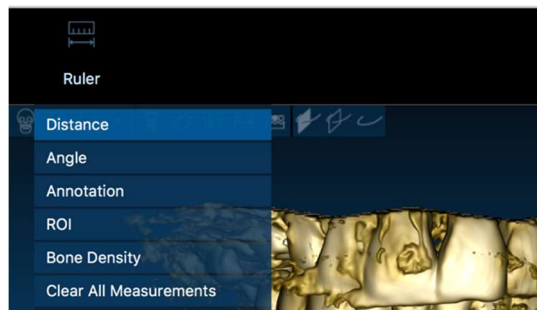 Ruler
Distance
Angle
Annotation
ROI
Bone Density
Clear All Measurements